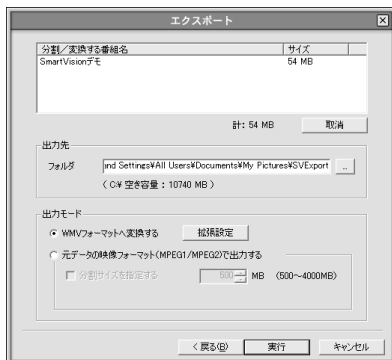 エクスポート
分割／変換する番組名 サイズ
SmartVisionデモ 54 MB
計: 54 MB 取消
出力先
フォルダ nd Settings¥All Users¥Documents¥My Pictures¥SVExport ..
( C:¥ 空き容量 : 10740 MB )
出力モード
WMVフォーマットへ変換する 拡張設定
元データの映像フォーマット(MPEG1/MPEG2)で出力する
分割サイズを指定する 600 MB (500～4000MB)
< 戻る(B) 実行 キャンセル